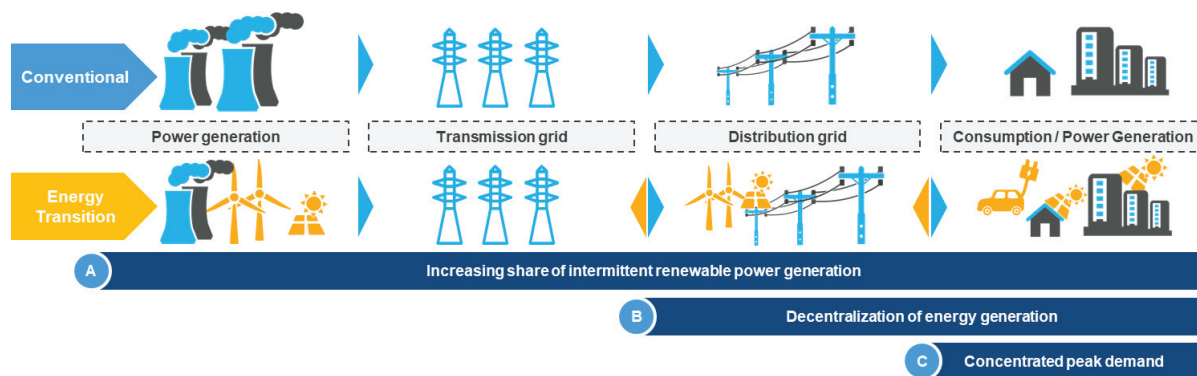 Conventional
Power generation
Transmission grid
Distribution grid
Consumption / Power Generation
Energy
Transition
A
Increasing share of intermittent renewable power generation
B
Decentralization of energy generation
C
Concentrated peak demand